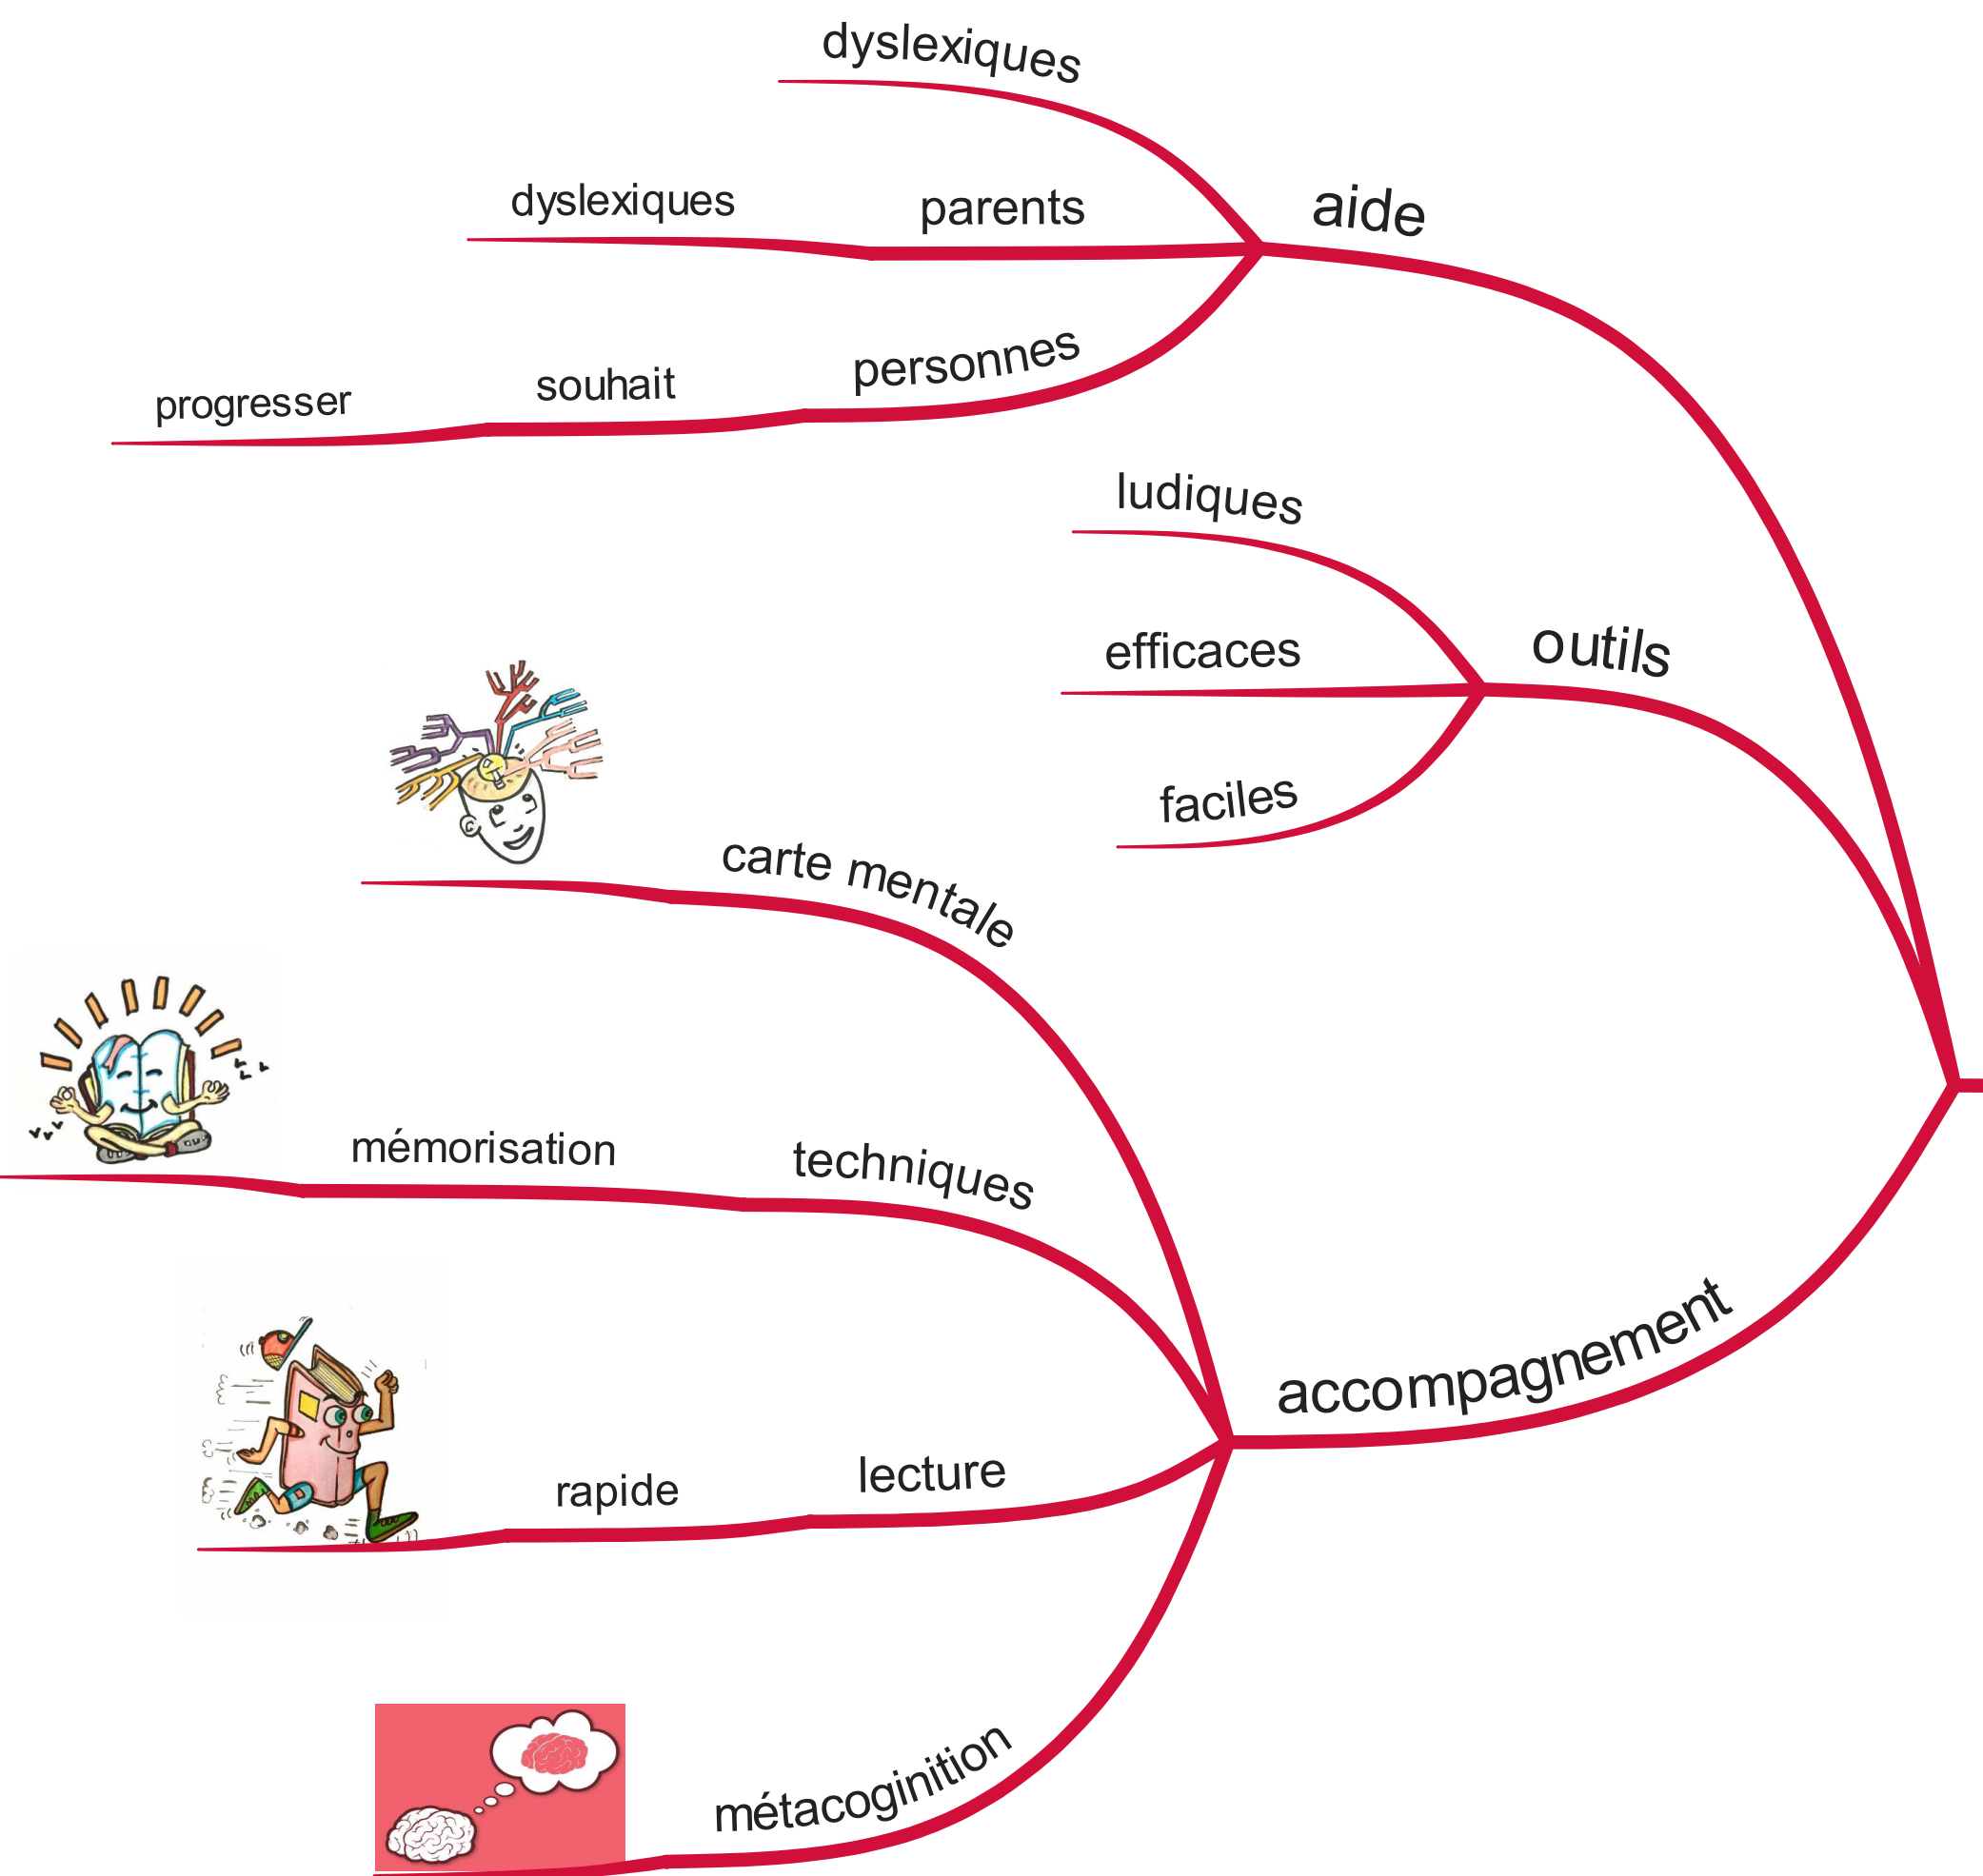 dyslexiques
aide
parents
dyslexiques
personnes
souhait
progresser
outils
ludiques
efficaces
faciles
accompagnement
carte mentale
techniques
mémorisation
lecture
rapide
métacoginition